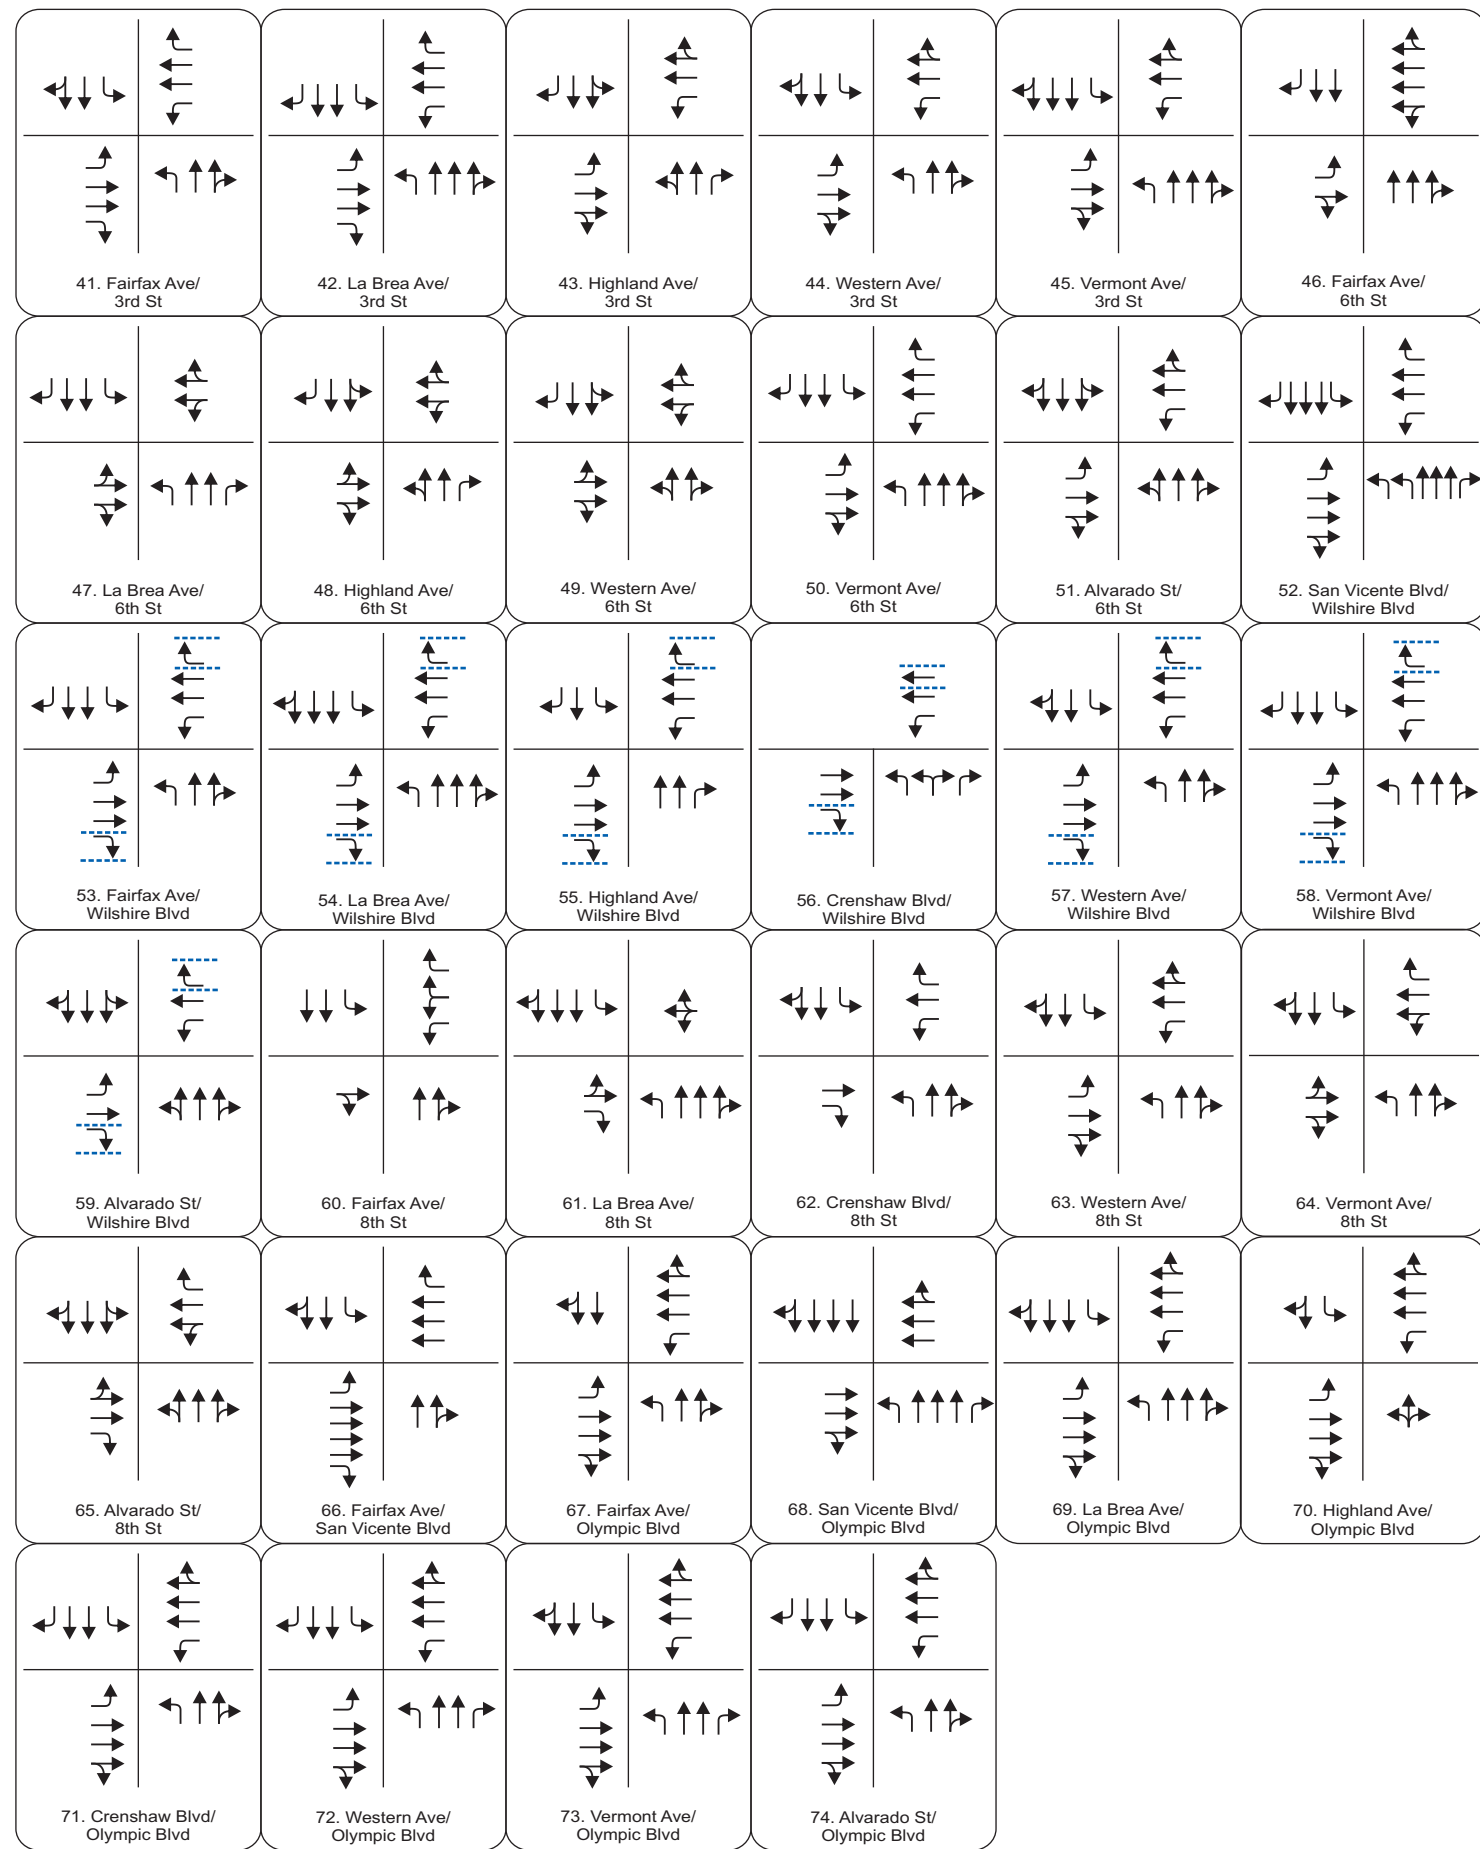 41. Fairfax Ave/
3rd St
42. La Brea Ave/
3rd St
43. Highland Ave/
3rd St
44. Western Ave/
3rd St
45. Vermont Ave/
3rd St
46. Fairfax Ave/
6th St
47. La Brea Ave/
6th St
48. Highland Ave/
6th St
49. Western Ave/
6th St
50. Vermont Ave/
6th St
51. Alvarado St/
6th St
52. San Vicente Blvd/
Wilshire Blvd
53. Fairfax Ave/
Wilshire Blvd
54. La Brea Ave/
Wilshire Blvd
55. Highland Ave/
Wilshire Blvd
56. Crenshaw Blvd/
Wilshire Blvd
57. Western Ave/
Wilshire Blvd
58. Vermont Ave/
Wilshire Blvd
59. Alvarado St/
Wilshire Blvd
60. Fairfax Ave/
8th St
61. La Brea Ave/
8th St
62. Crenshaw Blvd/
8th St
63. Western Ave/
8th St
64. Vermont Ave/
8th St
65. Alvarado St/
8th St
66. Fairfax Ave/
San Vicente Blvd
67. Fairfax Ave/
Olympic Blvd
68. San Vicente Blvd/
Olympic Blvd
69. La Brea Ave/
Olympic Blvd
70. Highland Ave/
Olympic Blvd
71. Crenshaw Blvd/
Olympic Blvd
72. Western Ave/
Olympic Blvd
73. Vermont Ave/
Olympic Blvd
74. Alvarado St/
Olympic Blvd